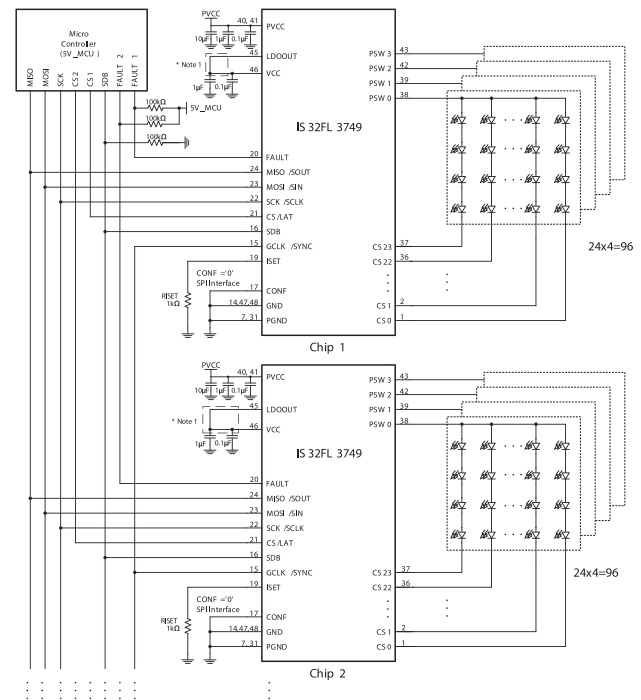 Micro
Controller
(5V_MCU )
MISO
MOSI
SCK
CS 2
CS 1
SDB
FAULT 2
FAULT 1
100kΩ
5V_MCU
100kΩ
100kΩ
PVCC
10μF 1μF 0.1μF
* Note 1
1μF 0.1μF
40, 41 PVCC
45 LDOOUT
46 VCC
IS 32FL 3749
20 FAULT
24 MISO /SOUT
23 MOSI /SIN
22 SCK /SCLK
21 CS /LAT
16 SDB
15 GCLK /SYNC
19 ISET
CONF ='0'
SPI Interface
17 CONF
14,47,48 GND
7, 31 PGND
RISET
1kΩ
PSW 3 43
PSW 2 42
PSW 1 39
PSW 0 38
CS 23 37
CS 22 36
CS 1 2
CS 0 1
24x4=96
Chip 1
PVCC
10μF 1μF 0.1μF
* Note 1
1μF 0.1μF
40, 41 PVCC
45 LDOOUT
46 VCC
IS 32FL 3749
20 FAULT
24 MISO /SOUT
23 MOSI /SIN
22 SCK /SCLK
21 CS /LAT
16 SDB
15 GCLK /SYNC
19 ISET
CONF ='0'
SPI Interface
17 CONF
14,47,48 GND
7, 31 PGND
RISET
1kΩ
PSW 3 43
PSW 2 42
PSW 1 39
PSW 0 38
CS 23 37
CS 22 36
CS 1 2
CS 0 1
24x4=96
Chip 2